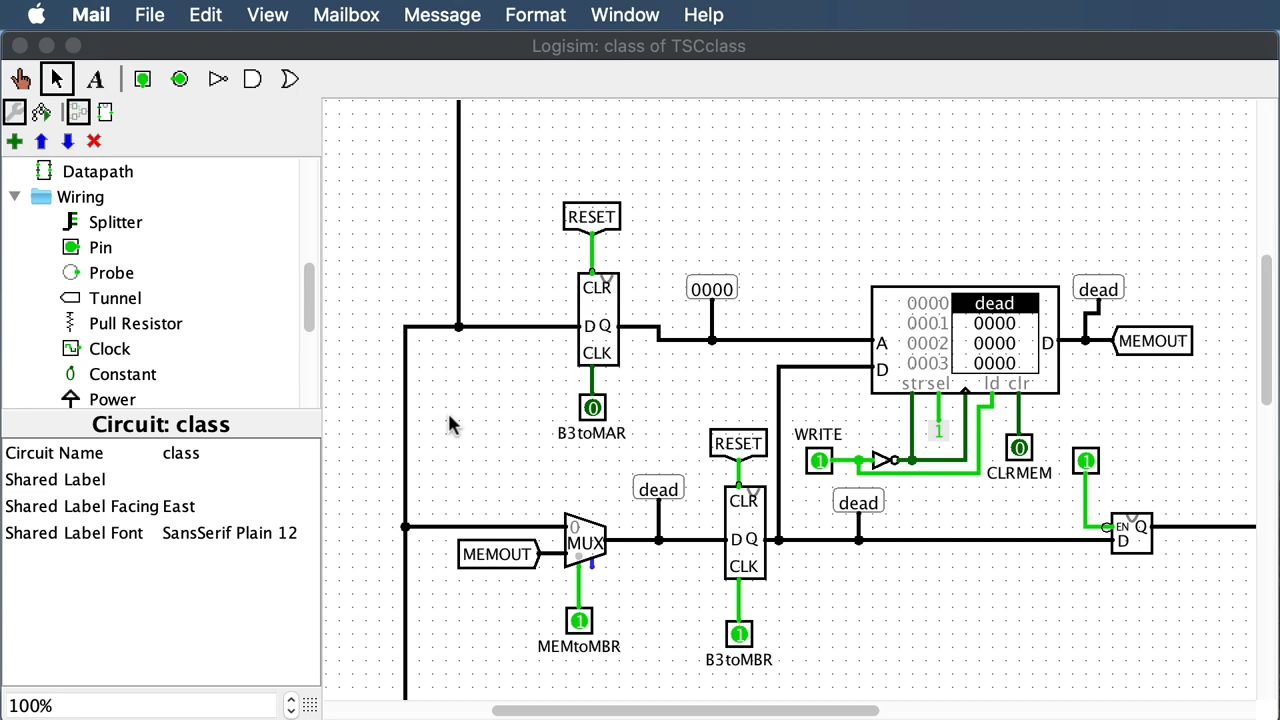 Mail File Edit View Mailbox Message Format Window Help
Logisim: class of TSCclass
A
Datapath
Wiring
Splitter
Pin
Probe
Tunnel
Pull Resistor
Clock
Constant
Power
Circuit: class
Circuit Name class
Shared Label
Shared Label Facing East
Shared Label Font SansSerif Plain 12
100%
RESET
CLR
D Q
CLK
0
B3toMAR
0000
0000 dead
0001 0000
0002 0000
0003 0000
A
D
D
str sel ld clr
dead
MEMOUT
1
WRITE
1
0
CLRMEM
1
EN Q
D
RESET
CLR
D Q
CLK
1
B3toMBR
dead
dead
0
MUX
MEMOUT
1
MEMtoMBR